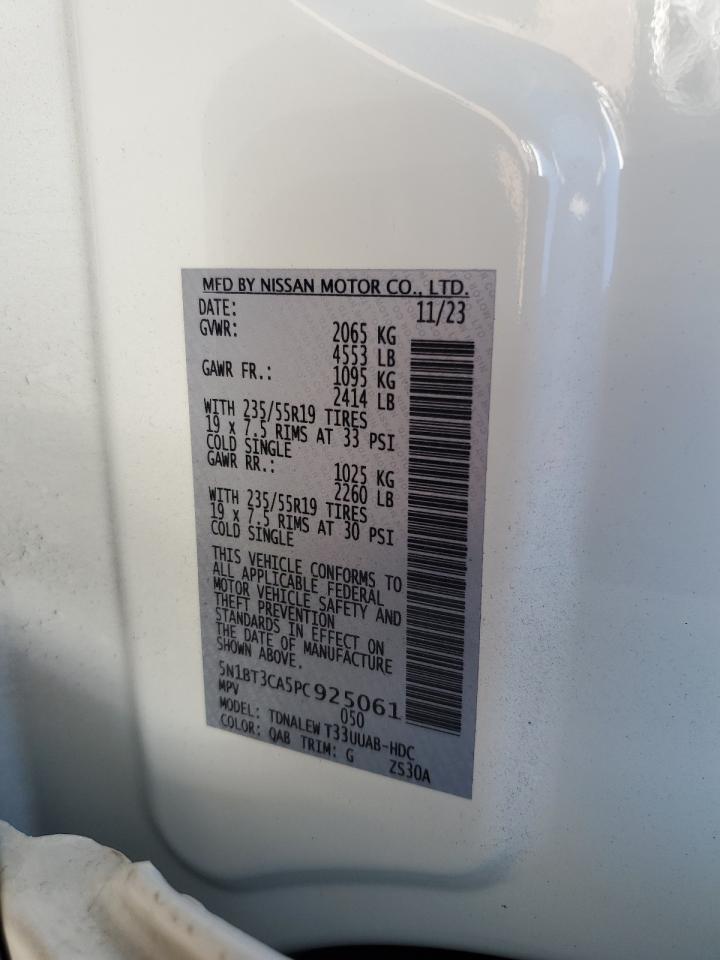 MFD BY NISSAN MOTOR CO., LTD.
DATE: 11/23
GVWR: 2065 KG
4553 LB
GAWR FR.: 1095 KG
2414 LB
WITH 235/55R19 TIRES
19 x 7.5 RIMS AT 33 PSI
COLD SINGLE
GAWR RR.: 1025 KG
2260 LB
WITH 235/55R19 TIRES
19 x 7.5 RIMS AT 30 PSI
COLD SINGLE
THIS VEHICLE CONFORMS TO
ALL APPLICABLE FEDERAL
MOTOR VEHICLE SAFETY AND
THEFT PREVENTION
STANDARDS IN EFFECT ON
THE DATE OF MANUFACTURE
SHOWN ABOVE.
5N1BT3CA5PC925061
MPV 050
MODEL: TDNALEW T33UUAB-HDC
COLOR: QAB TRIM: G ZS30A